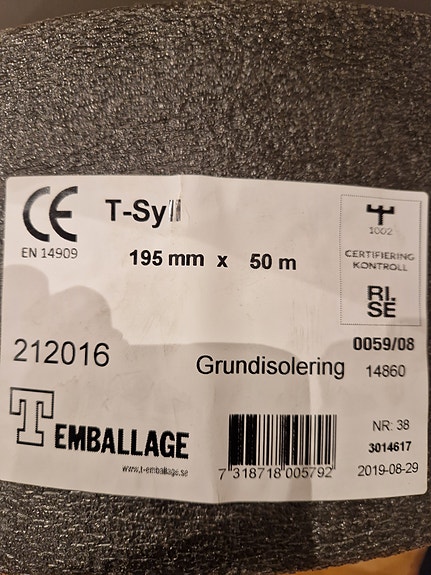 CE
T-Syll
EN 14909
195 mm x 50 m
1002
CERTIFIERING
KONTROLL
RI.
SE
212016
Grundisolering
0059/08
14860
T EMBALLAGE
www.t-emballage.se
7 318718 005792
NR: 38
3014617
2019-08-29